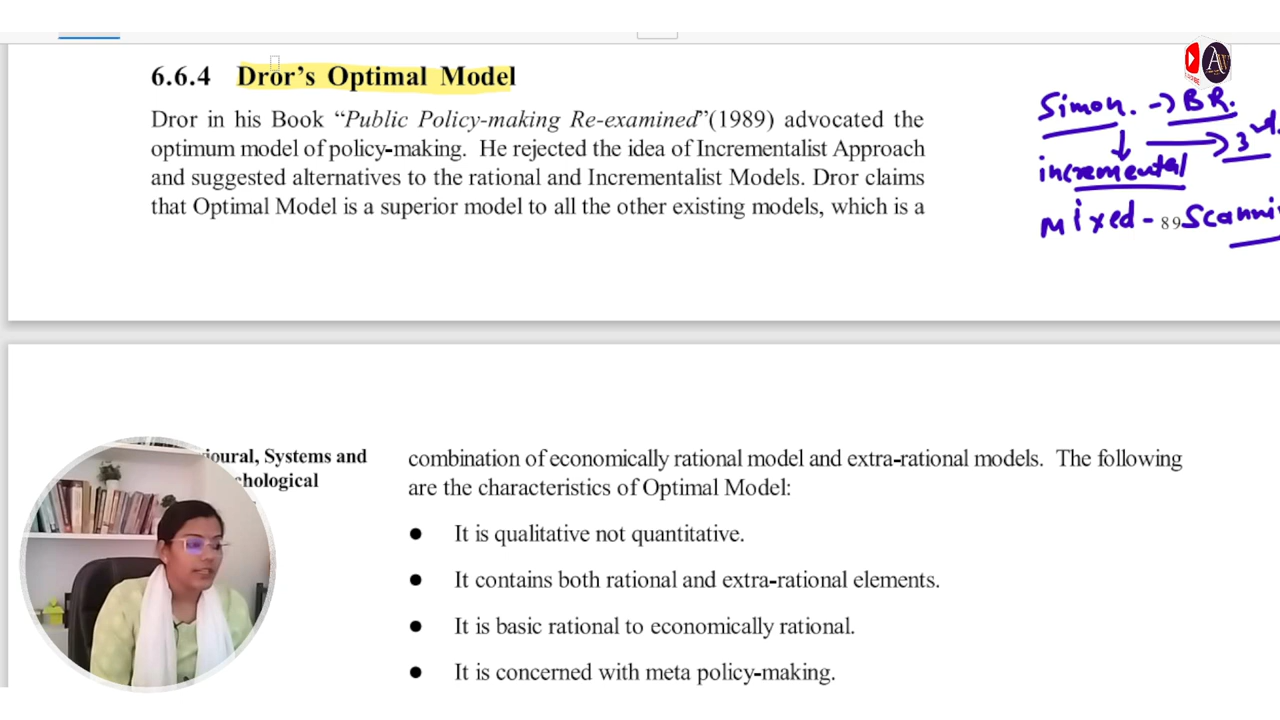 6.6.4 Dror's Optimal Model
Dror in his Book “Public Policy-making Re-examined”(1989) advocated the
optimum model of policy-making. He rejected the idea of Incrementalist Approach
and suggested alternatives to the rational and Incrementalist Models. Dror claims
that Optimal Model is a superior model to all the other existing models, which is a
Simon. → B R.
→ 3
incremental
Mixed - Scanni
89
ioural, Systems and
chological
combination of economically rational model and extra-rational models. The following
are the characteristics of Optimal Model:
● It is qualitative not quantitative.
● It contains both rational and extra-rational elements.
● It is basic rational to economically rational.
● It is concerned with meta policy-making.